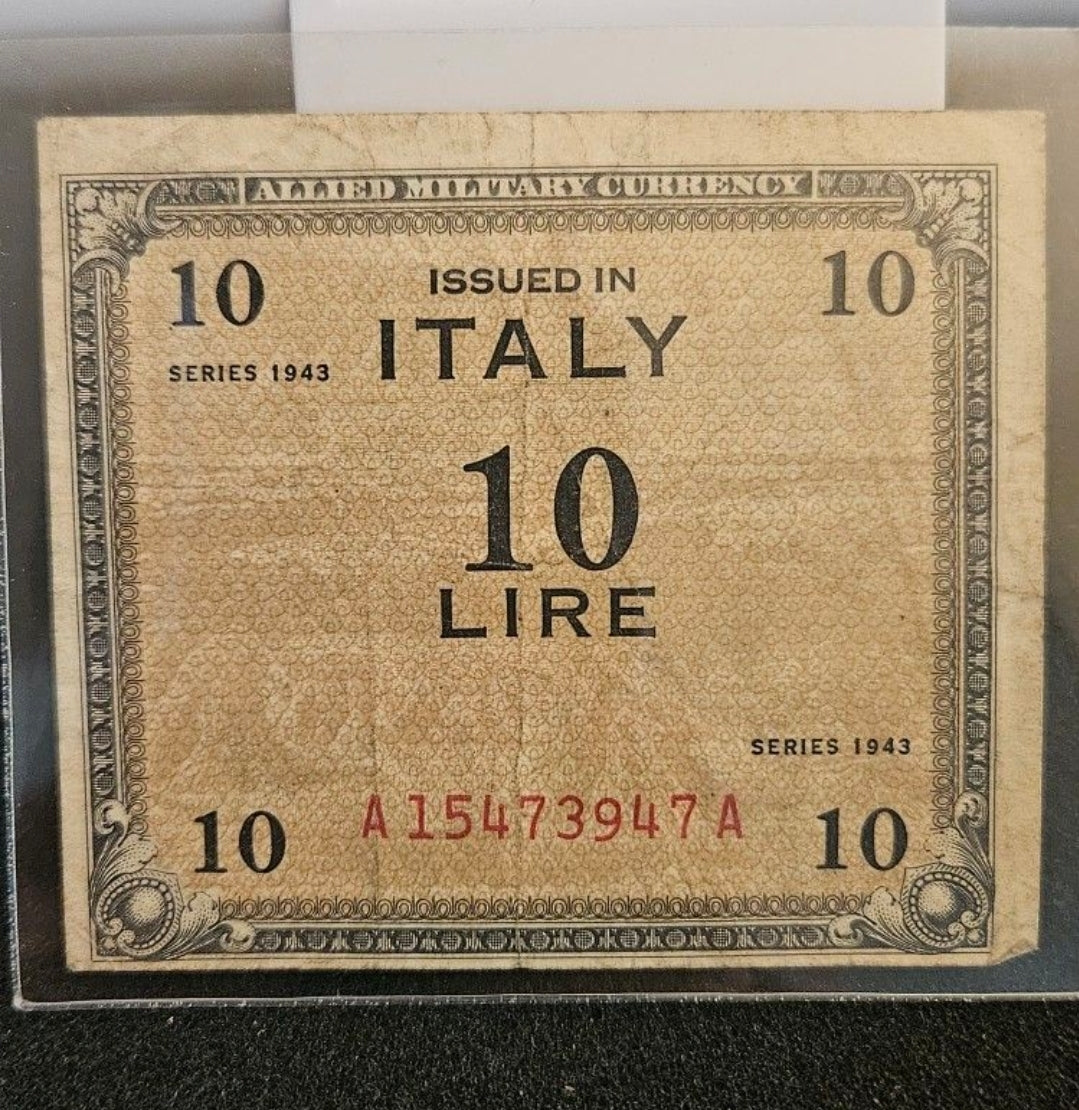 ALLIED MILITARY CURRENCY
10 ISSUED IN 10
ITALY
SERIES 1943
10
LIRE
SERIES 1943
A15473947A
10 10